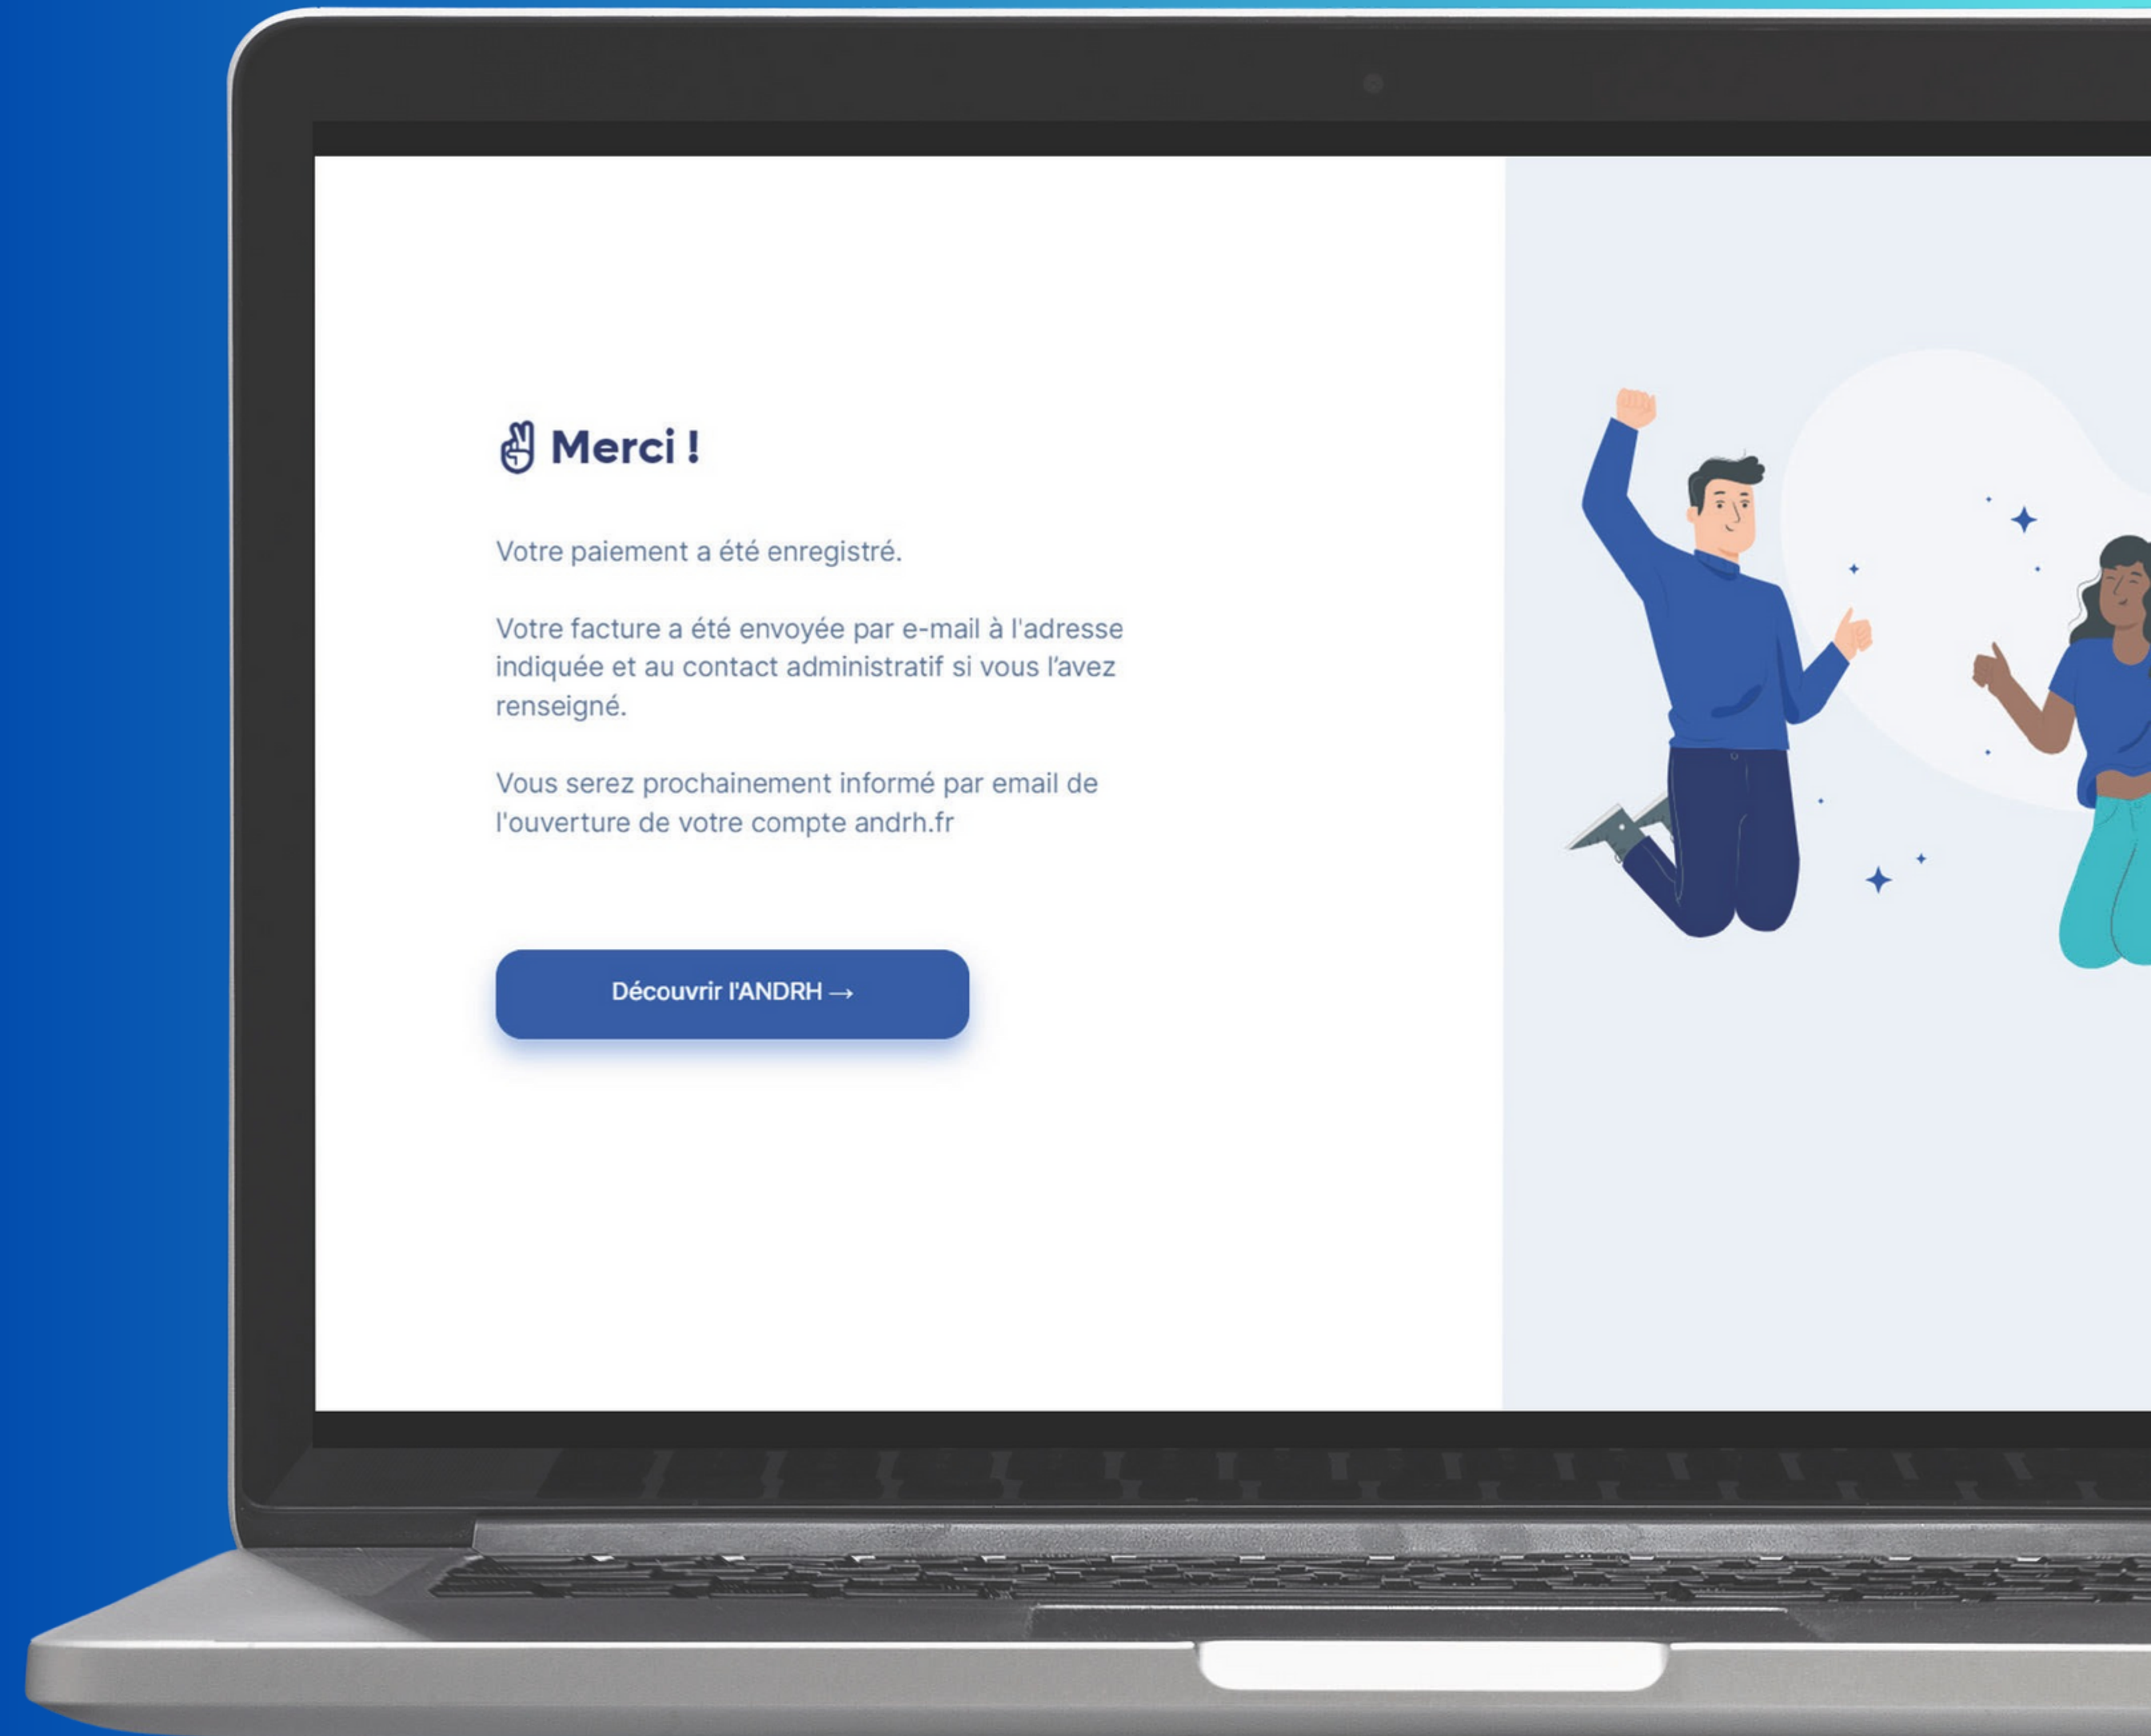 ✌ Merci !
Votre paiement a été enregistré.
Votre facture a été envoyée par e-mail à l'adresse
indiquée et au contact administratif si vous l’avez
renseigné.
Vous serez prochainement informé par email de
l'ouverture de votre compte andrh.fr
Découvrir l'ANDRH →